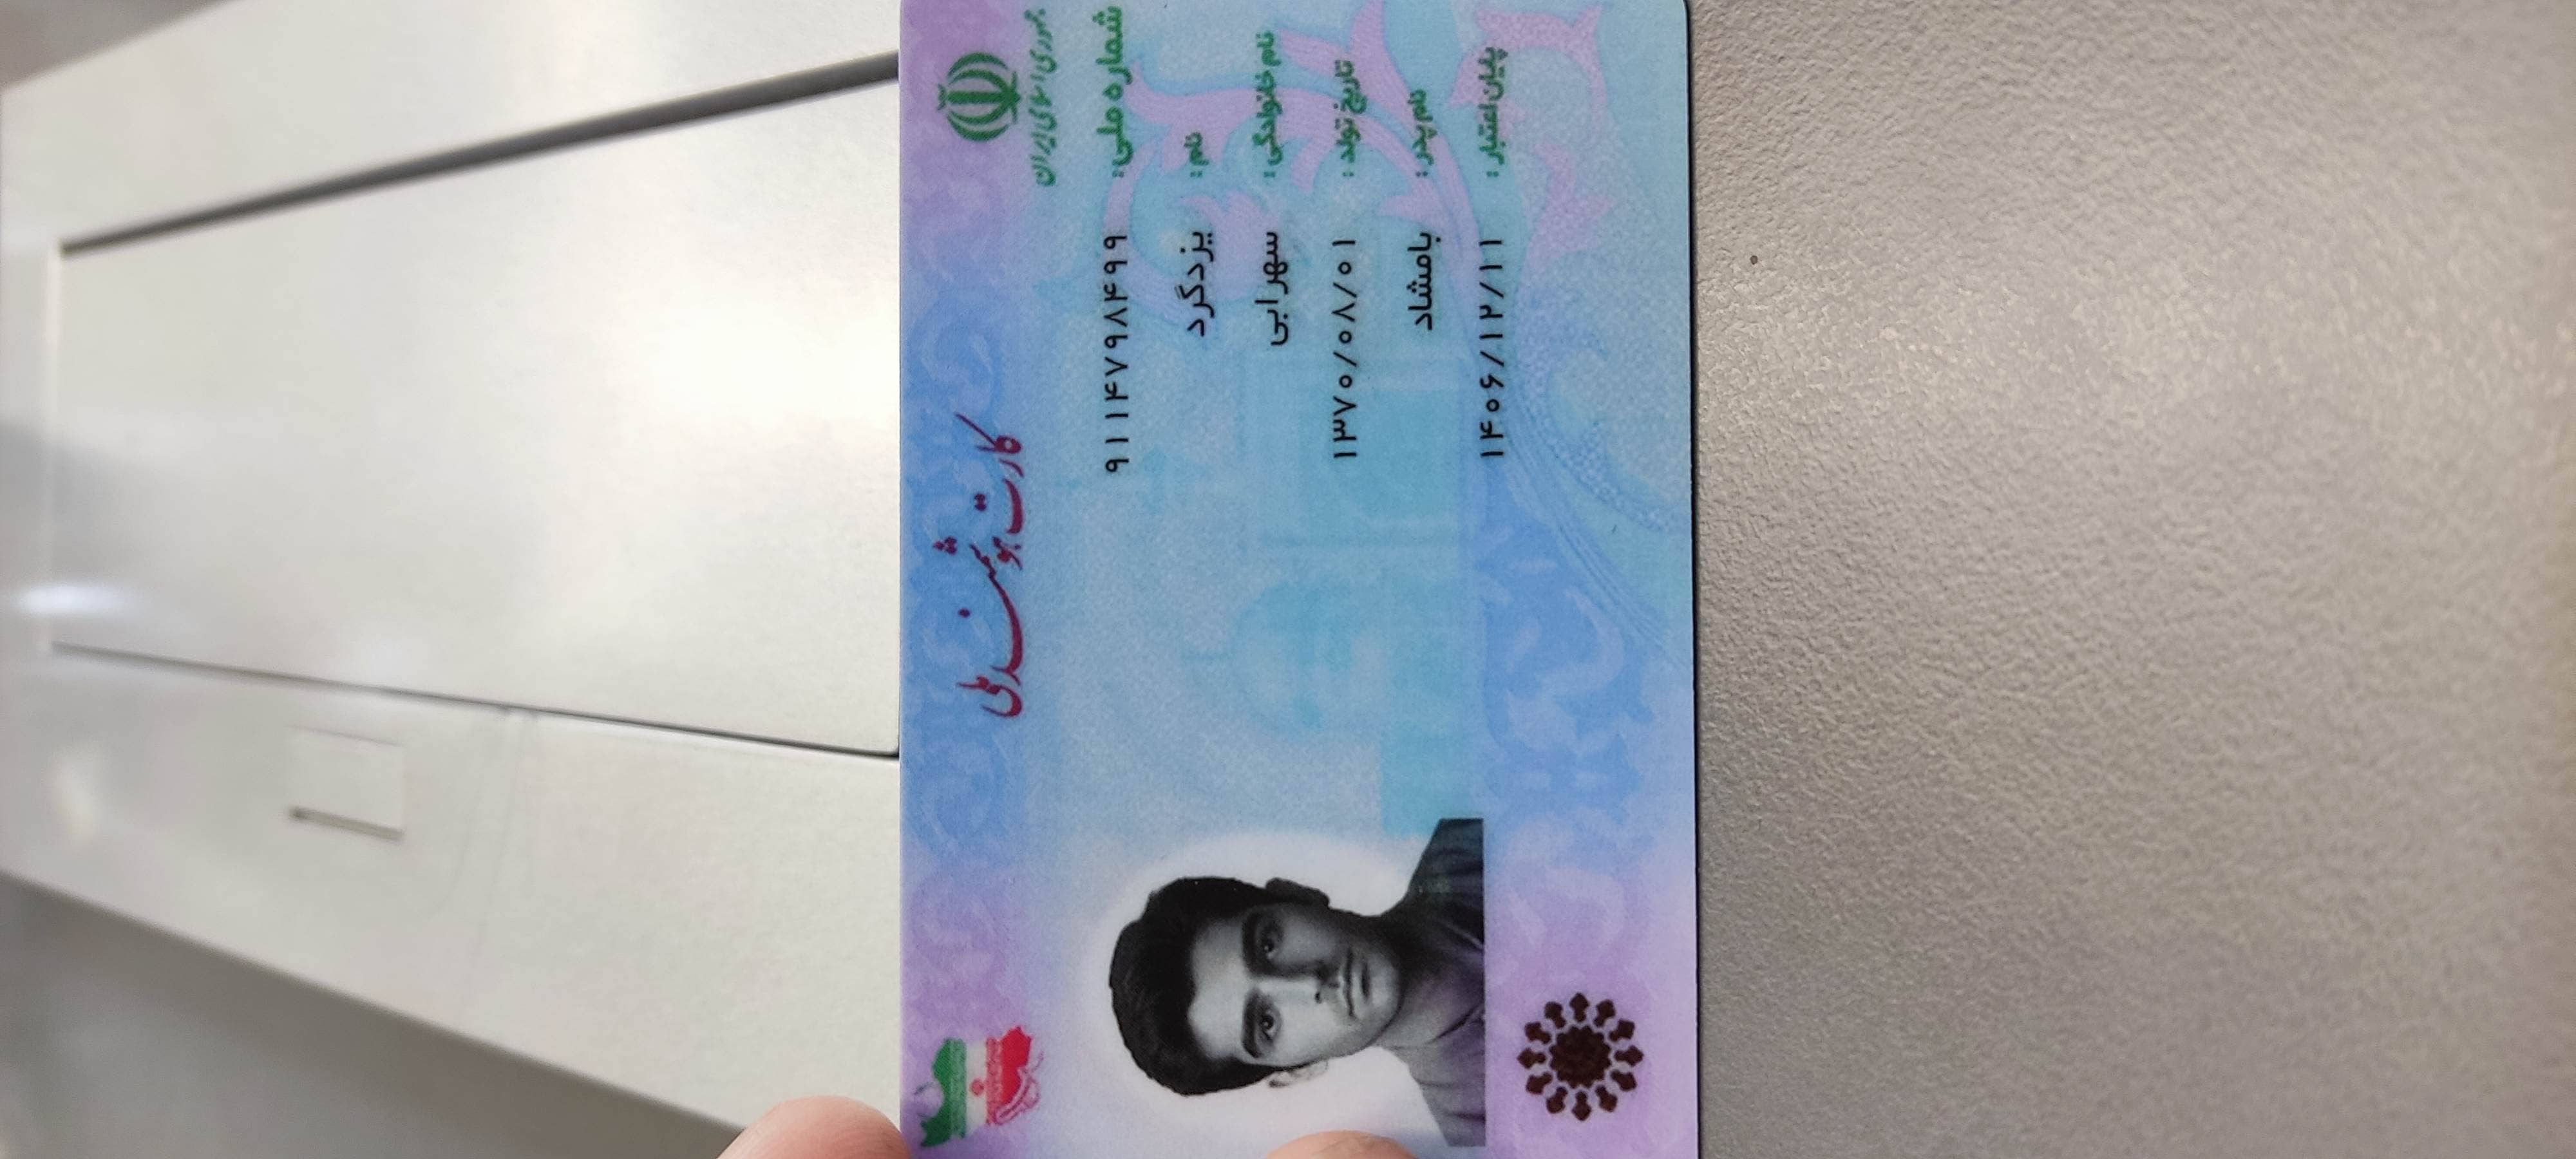 جمهوری اسلامی ایران
کارت هوشمند ملی
شماره ملی: ۹۱۱۴۷۹۸۴۹۹
نام: یزدگرد
نام خانوادگی: سهرابی
تاریخ تولد: ۱۳۷۰/۰۸/۰۱
نام پدر: بامشاد
پایان اعتبار: ۱۴۰۶/۱۲/۱۱